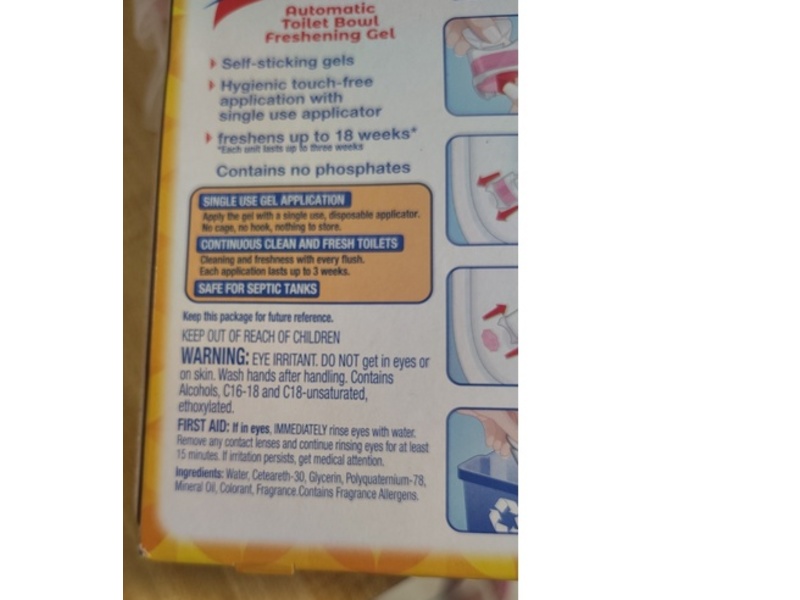 Automatic
Toilet Bowl
Freshening Gel
Self-sticking gels
Hygienic touch-free
application with
single use applicator
freshens up to 18 weeks*
*Each unit lasts up to three weeks
Contains no phosphates
SINGLE USE GEL APPLICATION
Apply the gel with a single use, disposable applicator.
No cage, no hook, nothing to store.
CONTINUOUS CLEAN AND FRESH TOILETS
Cleaning and freshness with every flush.
Each application lasts up to 3 weeks.
SAFE FOR SEPTIC TANKS
Keep this package for future reference.
KEEP OUT OF REACH OF CHILDREN
WARNING: EYE IRRITANT. DO NOT get in eyes or
on skin. Wash hands after handling. Contains
Alcohols, C16-18 and C18-unsaturated,
ethoxylated.
FIRST AID: If in eyes, IMMEDIATELY rinse eyes with water.
Remove any contact lenses and continue rinsing eyes for at least
15 minutes. If irritation persists, get medical attention.
Ingredients: Water, Ceteareth-30, Glycerin, Polyquaternium-78,
Mineral Oil, Colorant, Fragrance.Contains Fragrance Allergens.